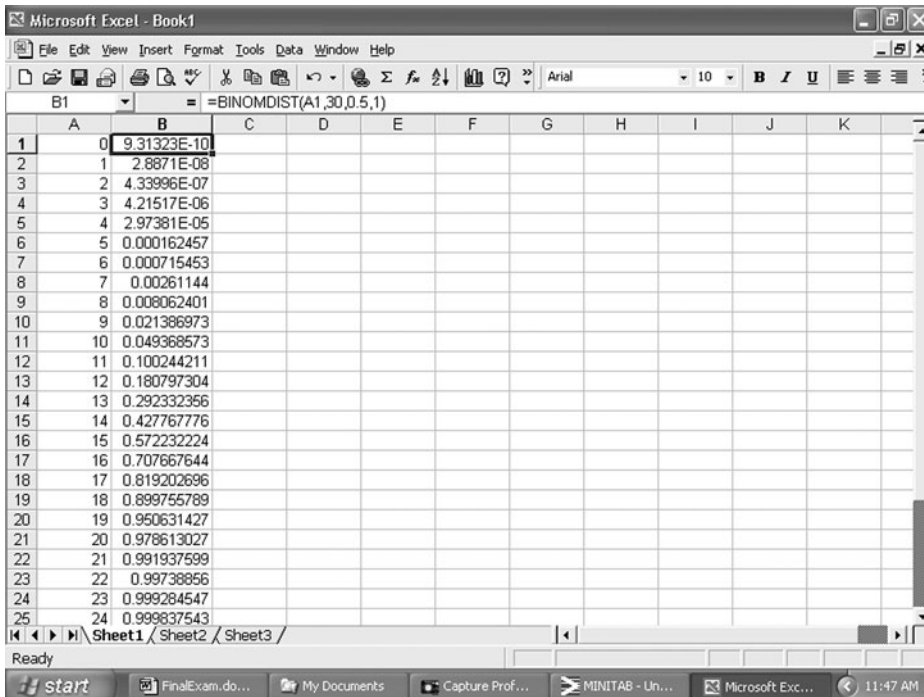 Microsoft Excel - Book1
File Edit View Insert Format Tools Data Window Help
Arial 10 B I U
B1 = =BINOMDIST(A1,30,0.5,1)
A B C D E F G H I J K
1 0 9.31323E-10
2 1 2.8871E-08
3 2 4.33996E-07
4 3 4.21517E-06
5 4 2.97381E-05
6 5 0.000162457
7 6 0.000715453
8 7 0.00261144
9 8 0.008062401
10 9 0.021386973
11 10 0.049368573
12 11 0.100244211
13 12 0.180797304
14 13 0.292332356
15 14 0.427767776
16 15 0.572232224
17 16 0.707667644
18 17 0.819202696
19 18 0.899755789
20 19 0.950631427
21 20 0.978613027
22 21 0.991937599
23 22 0.99738856
24 23 0.999284547
25 24 0.999837543
Sheet1 Sheet2 Sheet3
Ready
start FinalExam.do... My Documents Capture Prof... MINITAB - Un... Microsoft Exc... 11:47 AM